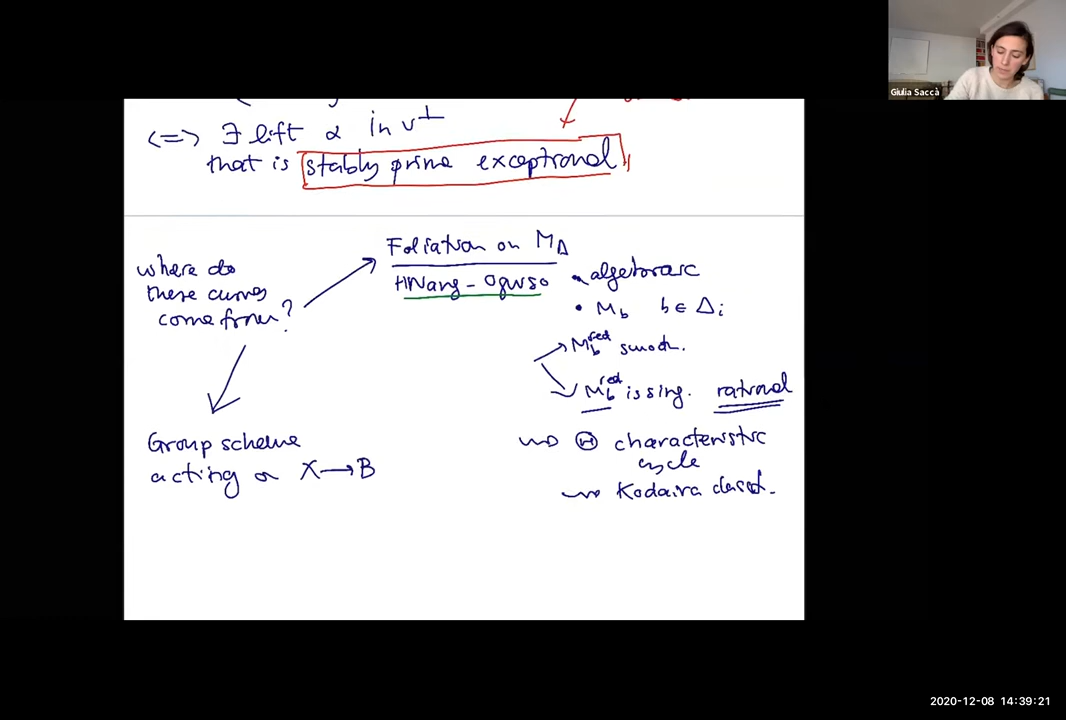 Giulia Saccà
<=> ∃ lift α in v⊥
that is stably prime exceptional,
Foliation on M_Δ
HWang - Oguiso
where do
these curves
come from?
• algebraic
• M_b b ∈ Δ_i
M_b^red smooth.
M_b^red is sing. rational
Group scheme
acting on X → B
⇝ Θ characteristic
cycle
⇝ Kodaira classif.
2020-12-08 14:39:21